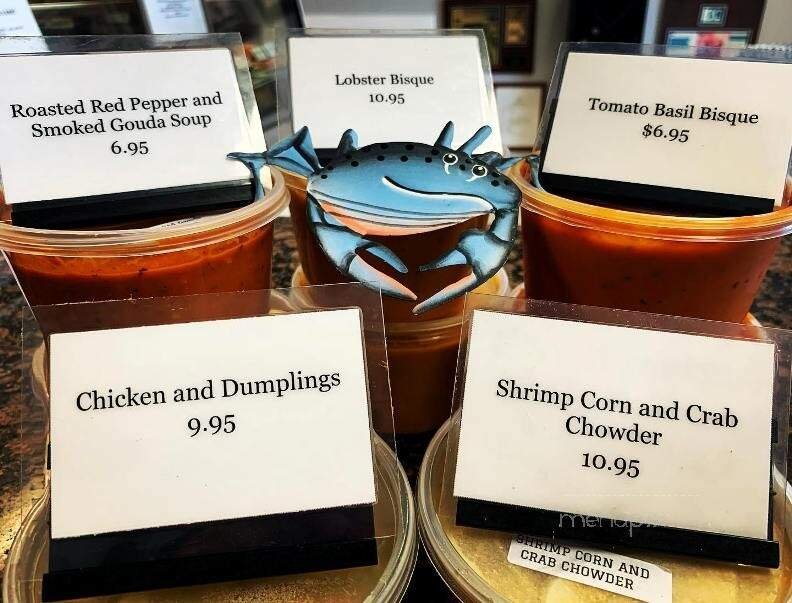 Roasted Red Pepper and
Smoked Gouda Soup
6.95
Lobster Bisque
10.95
Tomato Basil Bisque
$6.95
Chicken and Dumplings
9.95
Shrimp Corn and Crab
Chowder
10.95
SHRIMP CORN AND
CRAB CHOWDER